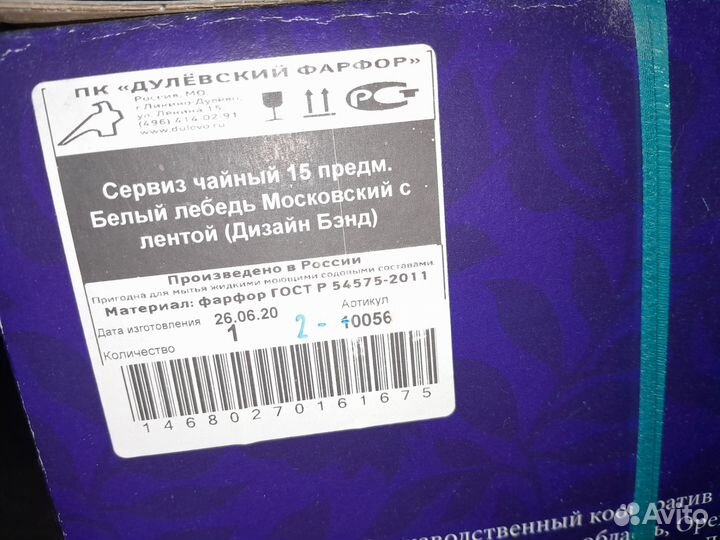 ПК «ДУЛЁВСКИЙ ФАРФОР»
Россия, МО,
г.Ликино-Дулёво,
ул. Ленина 15
(496) 414-02-91
www.dulevo.ru
РСТ
Сервиз чайный 15 предм.
Белый лебедь Московский с
лентой (Дизайн Бэнд)
Произведено в России
Пригодна для мытья жидкими моющими содовыми составами
Материал: фарфор ГОСТ Р 54575-2011
Дата изготовления 26.06.20 Артикул
Количество 1 2 - 10056
14680270161675
Avito